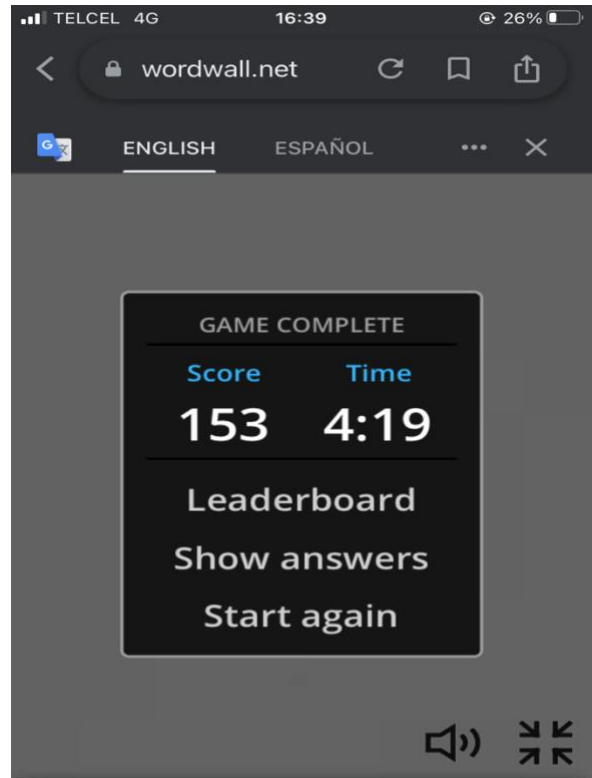 TELCEL 4G 16:39 26%
wordwall.net
G ENGLISH ESPAÑOL ...
GAME COMPLETE
Score Time
153 4:19
Leaderboard
Show answers
Start again